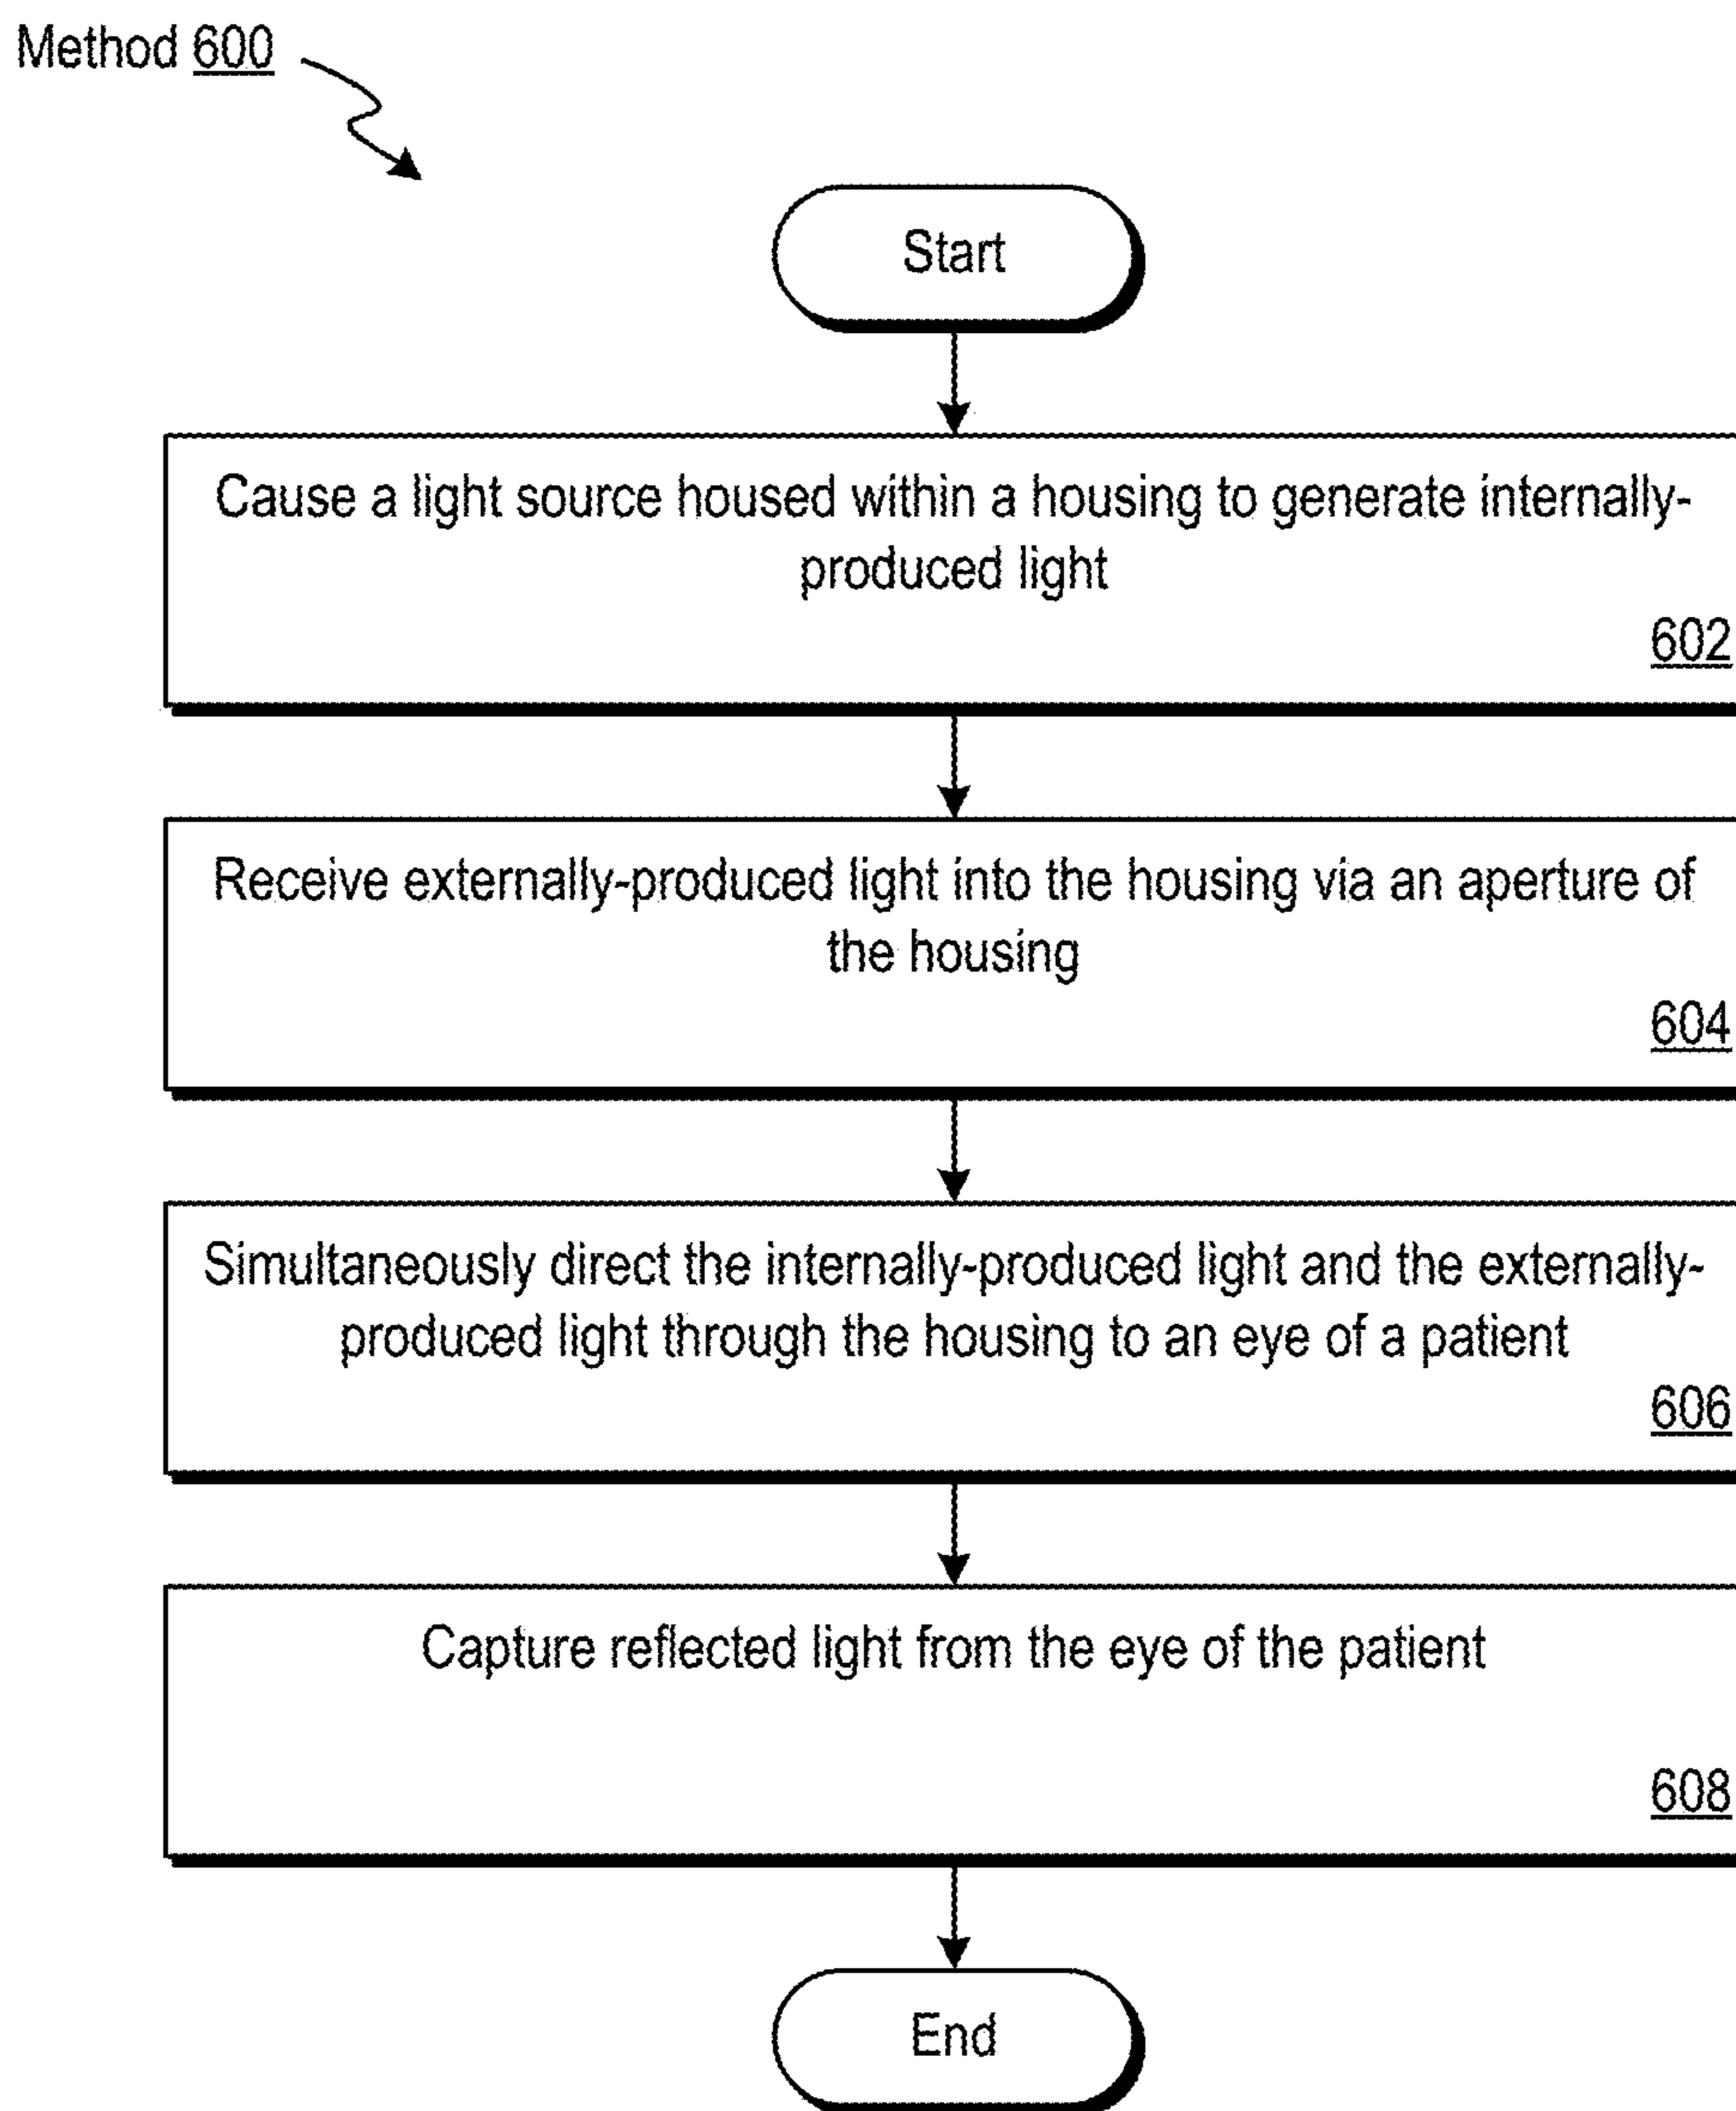 Method 600
Start
Cause a light source housed within a housing to generate internally-
produced light
602
Receive externally-produced light into the housing via an aperture of
the housing
604
Simultaneously direct the internally-produced light and the externally-
produced light through the housing to an eye of a patient
606
Capture reflected light from the eye of the patient
608
End